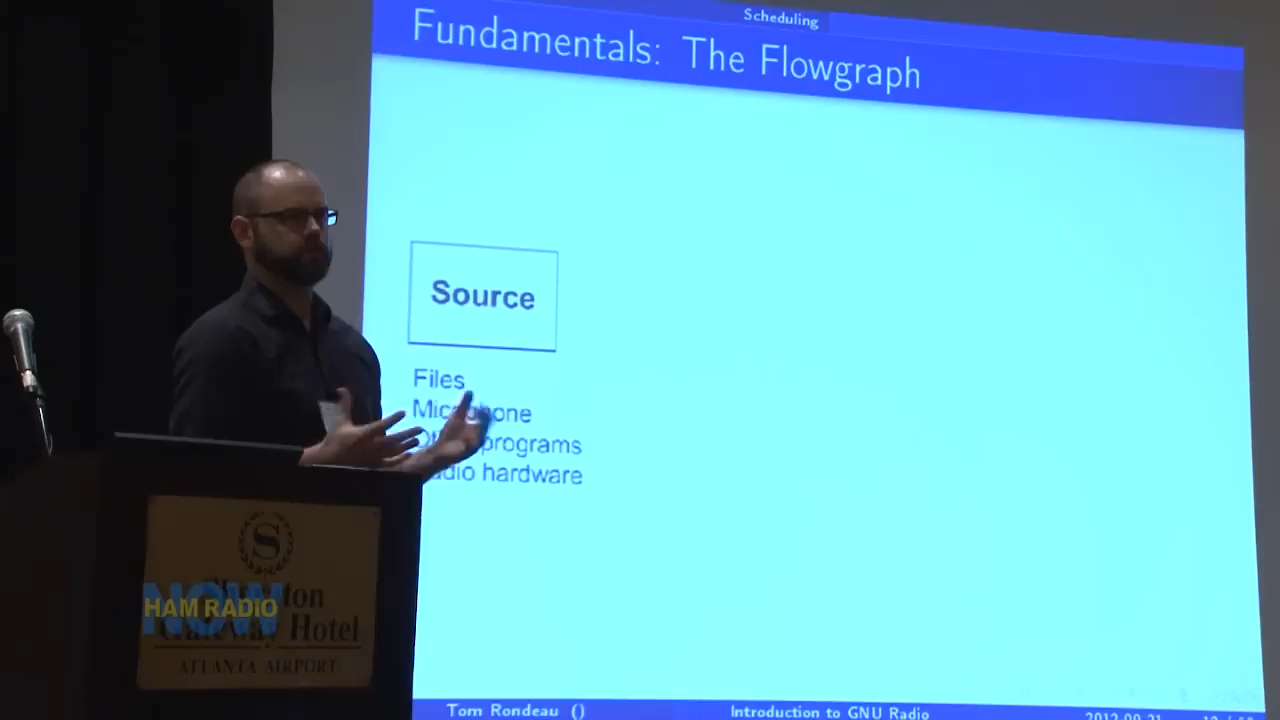 Scheduling
Fundamentals: The Flowgraph
Source
Files
programs
hardware
S
NOW
HAM RADIO
Hotel
ATLANTA AIRPORT
Tom Rondeau ()
Introduction to GNU Radio